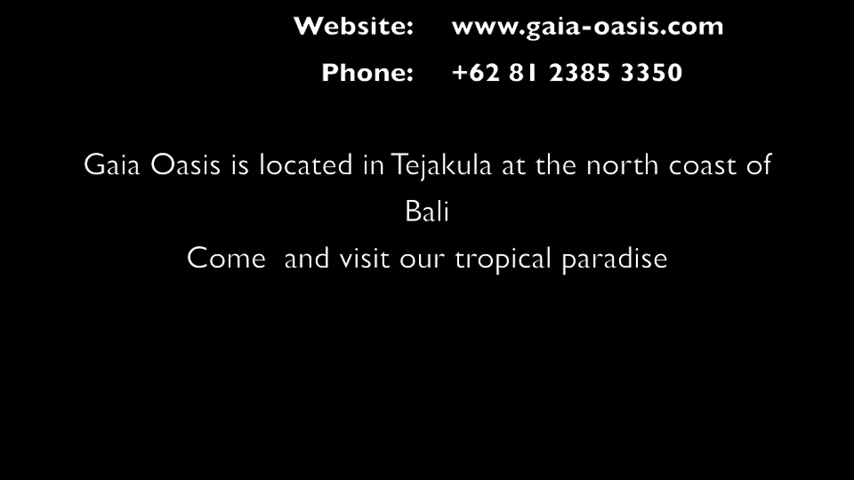 Website: www.gaia-oasis.com
Phone: +62 81 2385 3350
Gaia Oasis is located in Tejakula at the north coast of
Bali
Come and visit our tropical paradise